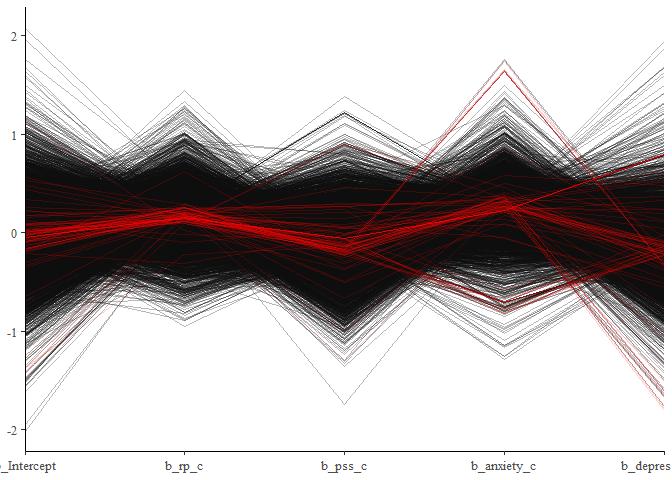 2
1
0
-1
-2
_Intercept
b_rp_c
b_pss_c
b_anxiety_c
b_depres